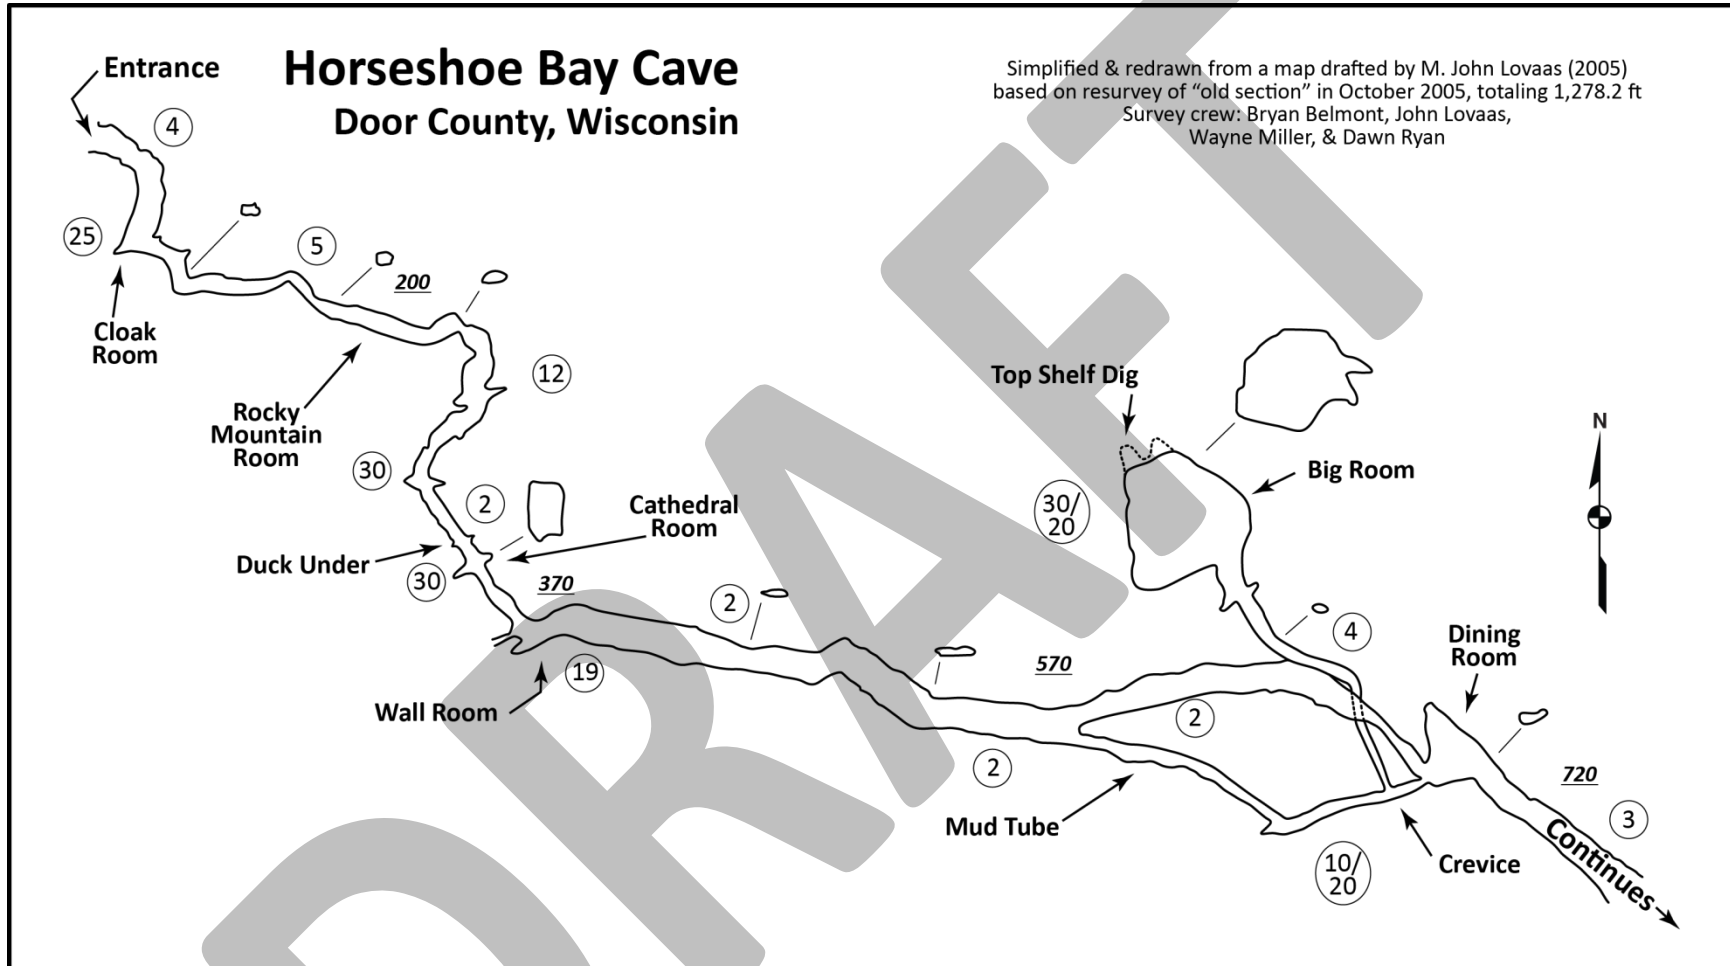 Entrance
Horseshoe Bay Cave
Door County, Wisconsin
Simplified & redrawn from a map drafted by M. John Lovaas (2005)
based on resurvey of “old section” in October 2005, totaling 1,278.2 ft
Survey crew: Bryan Belmont, John Lovaas,
Wayne Miller, & Dawn Ryan
4
25
5
200
Cloak
Room
12
Rocky
Mountain
Room
30
2
Cathedral
Room
Duck Under
30
370
2
19
Wall Room
Top Shelf Dig
Big Room
30/
20
N
4
Dining
Room
570
2
2
Mud Tube
720
3
Continues
10/
20
Crevice
DRAFT